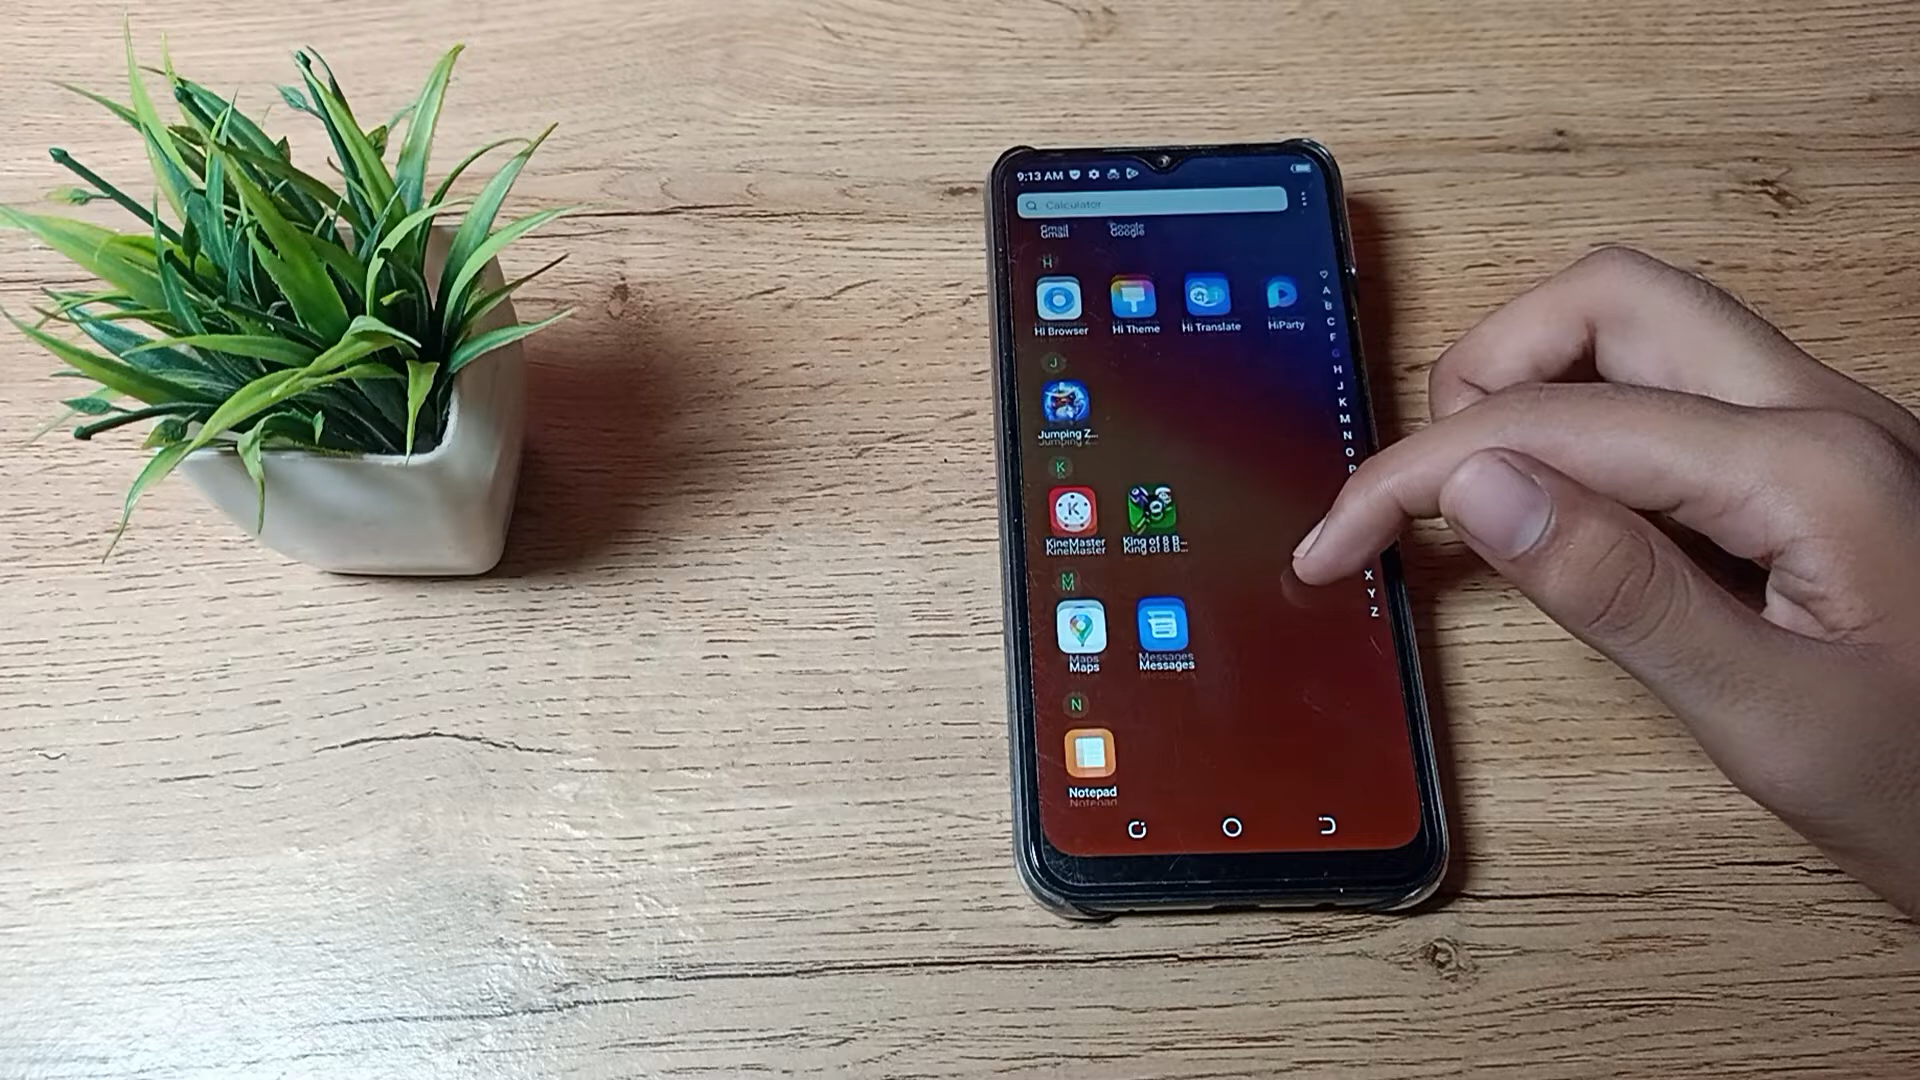 9:13 AM
Calculator
Gmail Google
H
Hi Browser Hi Theme Hi Translate HiParty
J
Jumping Z...
K
K
KineMaster King of 8 B...
M
Maps Messages
N
Notepad
A
B
C
F
G
H
J
K
M
N
O
P
X
Y
Z